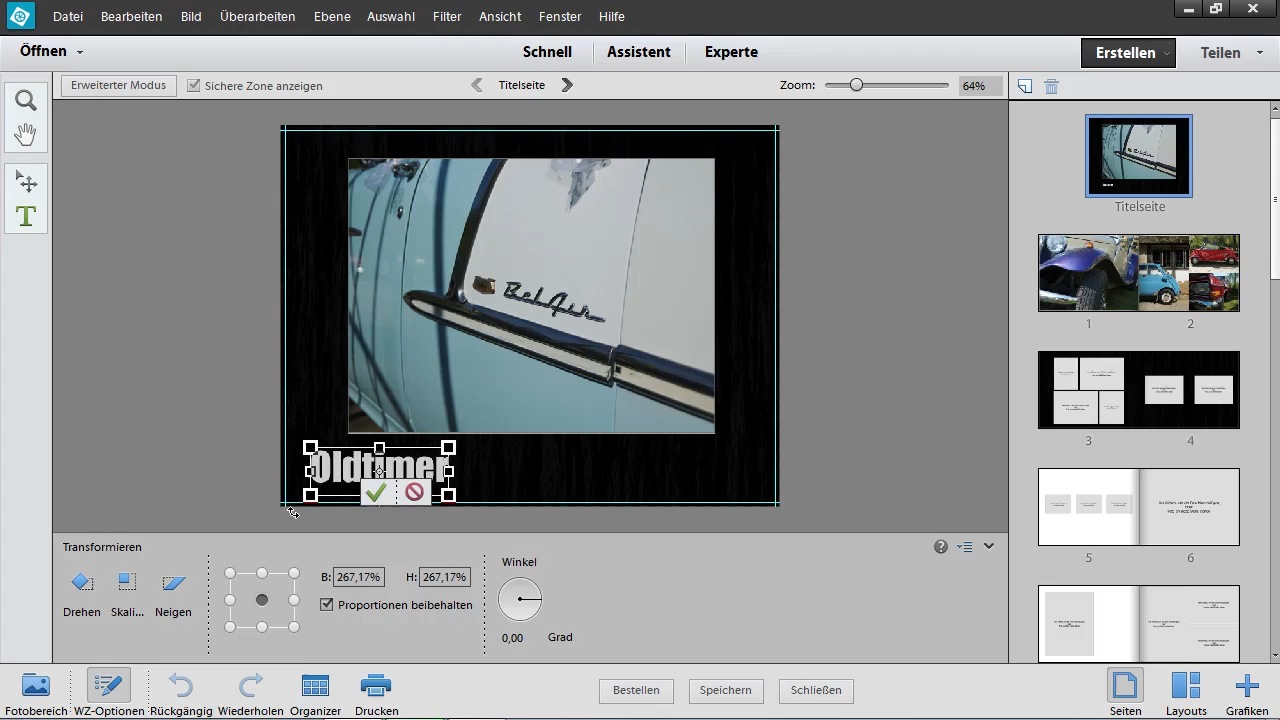 Datei Bearbeiten Bild Überarbeiten Ebene Auswahl Filter Ansicht Fenster Hilfe
Öffnen Schnell Assistent Experte Erstellen Teilen
Erweiterter Modus Sichere Zone anzeigen Titelseite Zoom: 64%
Titelseite
BelAir
1 2
3 4
Oldtimer
5 6
Transformieren
Winkel
B: 267,17% H: 267,17%
Proportionen beibehalten
Drehen Skali... Neigen
0,00 Grad
Bestellen Speichern Schließen
Fotobereich WZ-Optionen Rückgängig Wiederholen Organizer Drucken Seiten Layouts Grafiken